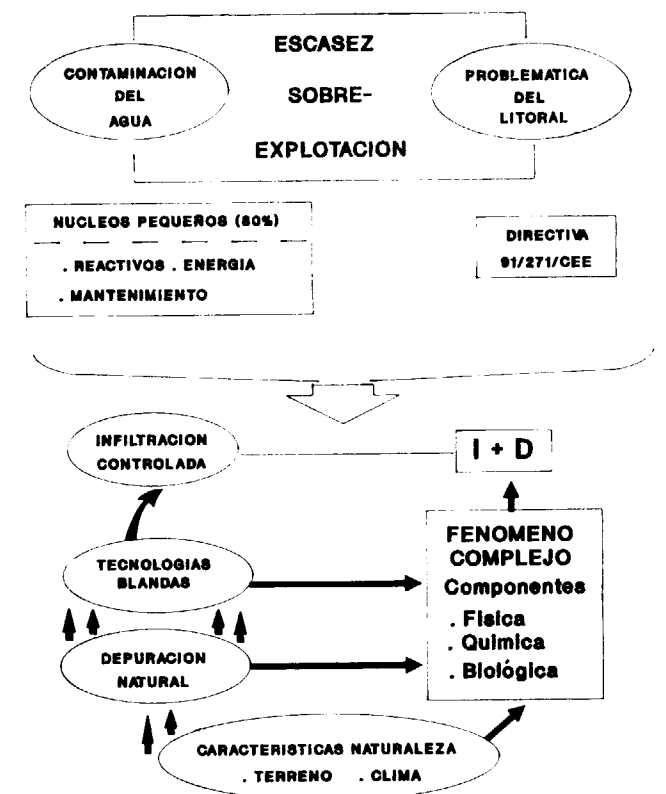 ESCASEZ
CONTAMINACION
DEL
AGUA
SOBRE-
PROBLEMATICA
DEL
LITORAL
EXPLOTACION
NUCLEOS PEQUEÑOS (80%)
. REACTIVOS . ENERGIA
. MANTENIMIENTO
DIRECTIVA
91/271/CEE
INFILTRACION
CONTROLADA
I + D
TECNOLOGIAS
BLANDAS
FENOMENO
COMPLEJO
Componentes
. Física
. Química
. Biológica
DEPURACION
NATURAL
CARACTERISTICAS NATURALEZA
. TERRENO . CLIMA